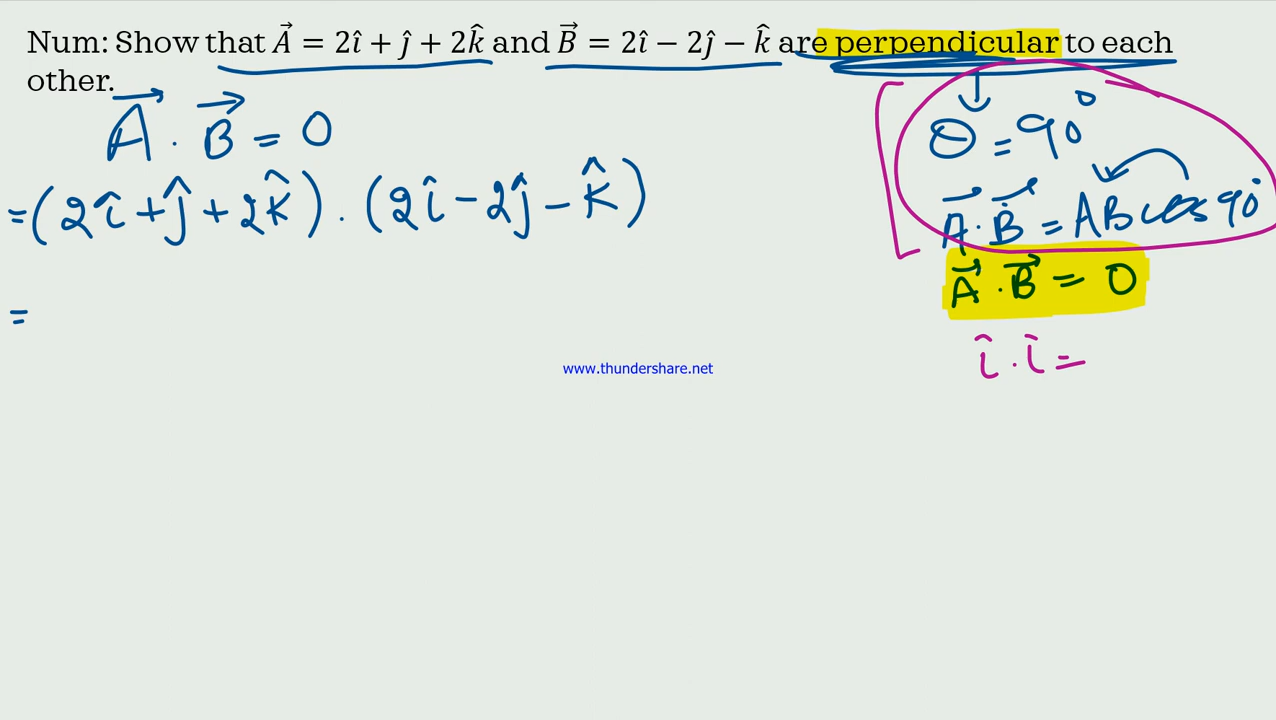 Num: Show that A⃗ = 2î + ĵ + 2k̂ and B⃗ = 2î − 2ĵ − k̂ are perpendicular to each
other.
A⃗ . B⃗ = 0
θ = 90°
= (2î + ĵ + 2k̂) . (2î − 2ĵ − k̂)
A⃗ . B⃗ = AB cos 90°
A⃗ . B⃗ = 0
=
î . î =
www.thundershare.net